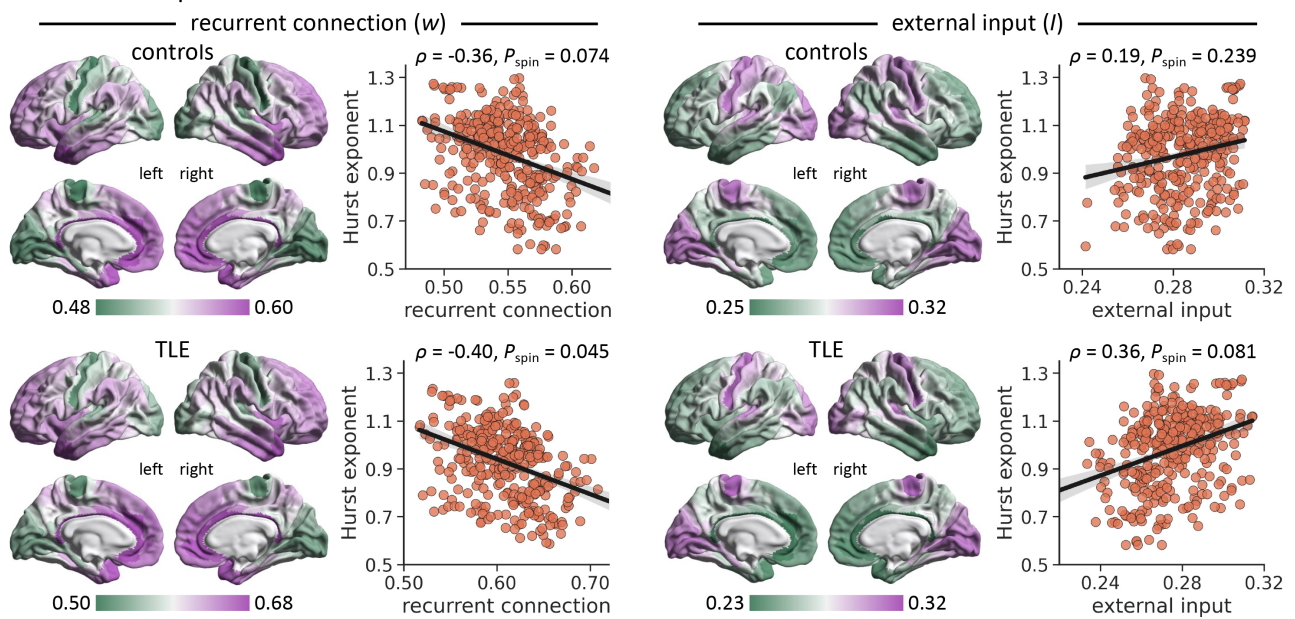 recurrent connection (w)
controls
ρ = -0.36, Pspin = 0.074
Hurst exponent
1.3
1.1
0.9
0.7
0.5
left right
0.50 0.55 0.60
recurrent connection
0.48 0.60
external input (I)
controls
ρ = 0.19, Pspin = 0.239
Hurst exponent
1.3
1.1
0.9
0.7
0.5
left right
0.24 0.28 0.32
external input
0.25 0.32
TLE
ρ = -0.40, Pspin = 0.045
Hurst exponent
1.3
1.1
0.9
0.7
0.5
left right
0.50 0.60 0.70
recurrent connection
0.50 0.68
TLE
ρ = 0.36, Pspin = 0.081
Hurst exponent
1.3
1.1
0.9
0.7
0.5
left right
0.24 0.28 0.32
external input
0.23 0.32